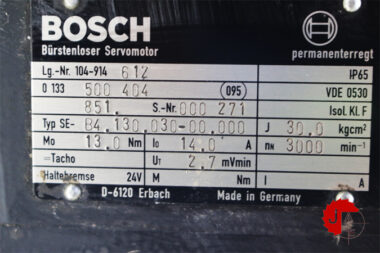 BOSCH
Bürstenloser Servomotor
permanenterregt
Lg.-Nr. 104-914 612 IP65
0 133 500 404 (095) VDE 0530
851. S.-Nr. 000 271 Isol. Kl. F
Typ SE- B4.130.030-00.000 J 30,0 kgcm²
Mo 13,0 Nm Io 14,0 A nN 3000 min⁻¹
=Tacho U 2,7 mVmin
Haltebremse 24V M Nm I A
D-6120 Erbach Made in Germany